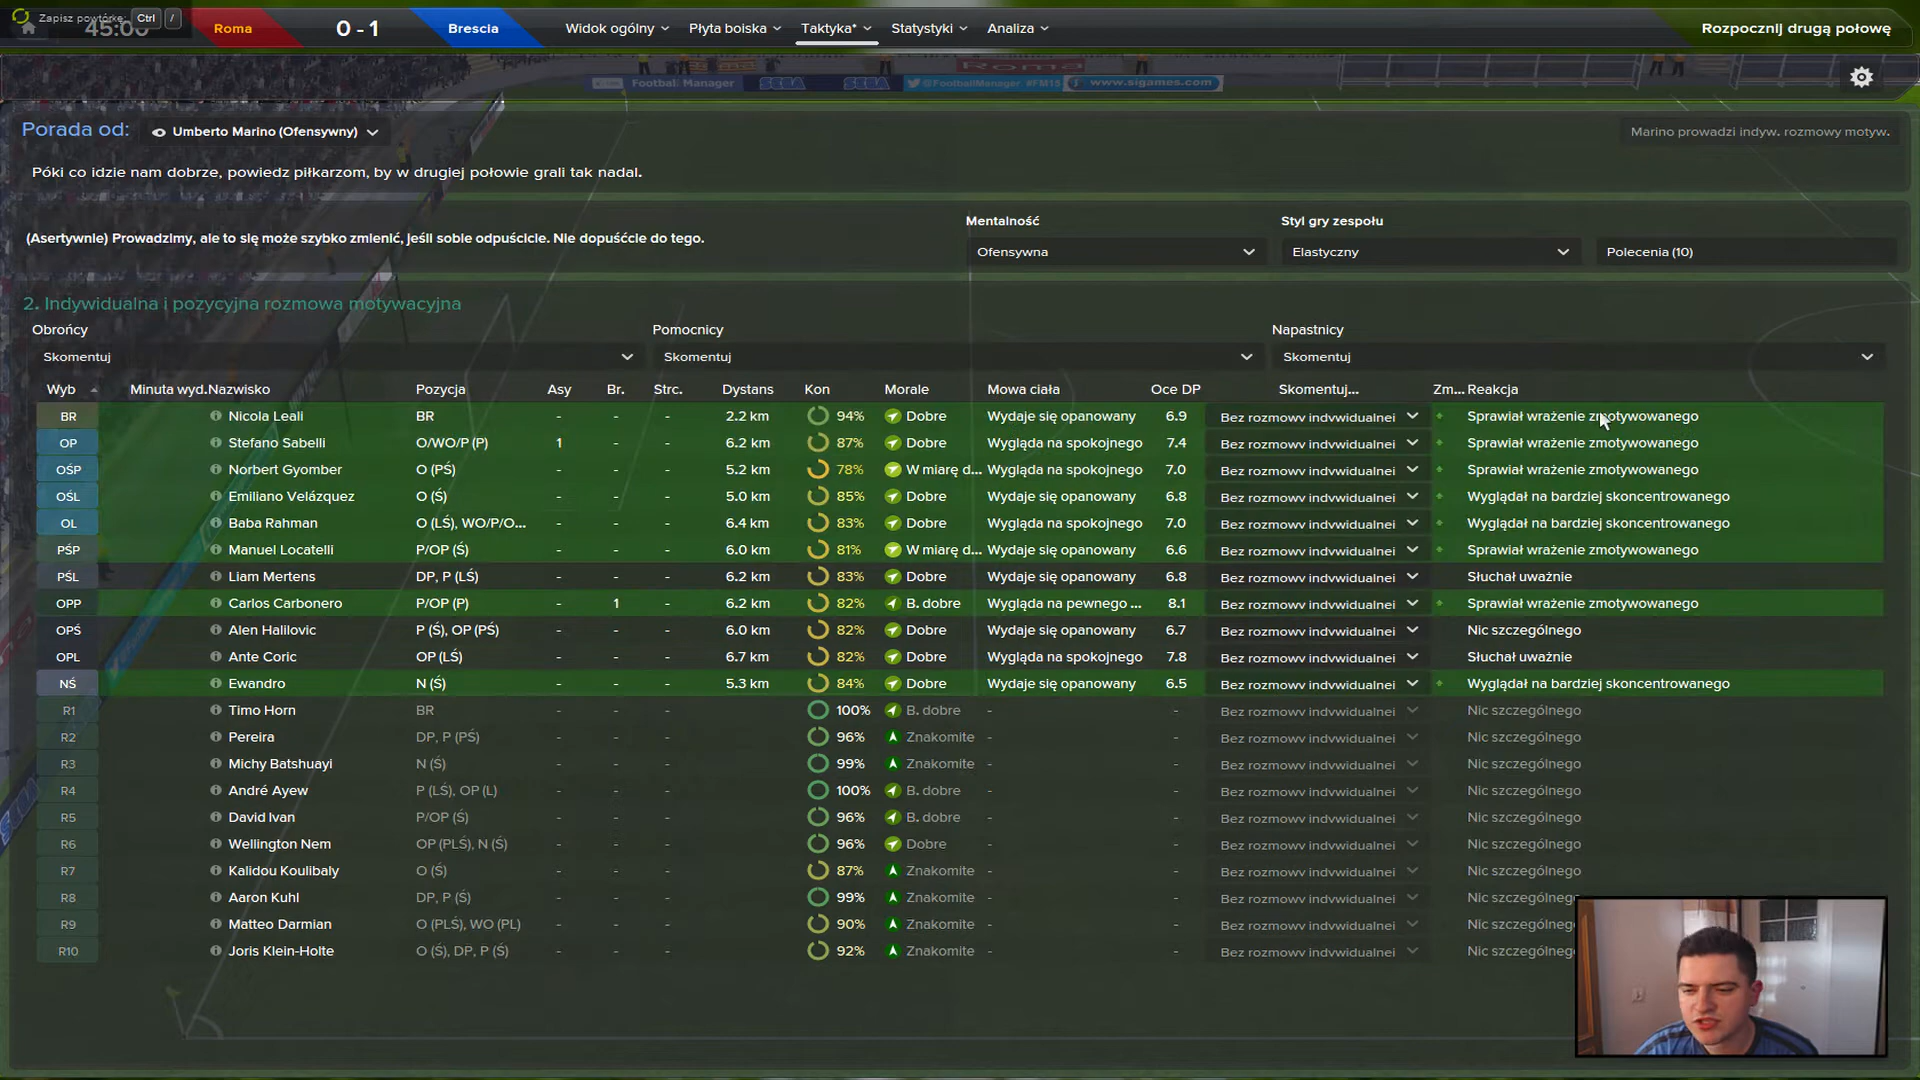 Zapisz powtórkę: Ctrl /
45:00 Roma 0 - 1 Brescia Widok ogólny Płyta boiska Taktyka* Statystyki Analiza Rozpocznij drugą połowę
Roma
Football Manager SEGA SEGA @FootballManager #FM15 www.sigames.com
Porada od: Umberto Marino (Ofensywny) Marino prowadzi indyw. rozmowy motyw.
Póki co idzie nam dobrze, powiedz piłkarzom, by w drugiej połowie grali tak nadal.
Mentalność Styl gry zespołu
(Asertywnie) Prowadzimy, ale to się może szybko zmienić, jeśli sobie odpuścicie. Nie dopuśćcie do tego.
Ofensywna Elastyczny Polecenia (10)
2. Indywidualna i pozycyjna rozmowa motywacyjna
Obrońcy Pomocnicy Napastnicy
Skomentuj Skomentuj Skomentuj
Wyb Minuta wyd. Nazwisko Pozycja Asy Br. Strc. Dystans Kon Morale Mowa ciała Oce DP Skomentuj... Zm... Reakcja
BR Nicola Leali BR - - - 2.2 km 94% Dobre Wydaje się opanowany 6.9 Bez rozmowy indywidualnej Sprawiał wrażenie zmotywowanego
OP Stefano Sabelli O/WO/P (P) 1 - - 6.2 km 87% Dobre Wygląda na spokojnego 7.4 Bez rozmowy indywidualnej Sprawiał wrażenie zmotywowanego
OŚP Norbert Gyomber O (PŚ) - - - 5.2 km 78% W miarę d... Wygląda na spokojnego 7.0 Bez rozmowy indywidualnej Sprawiał wrażenie zmotywowanego
OŚL Emiliano Velázquez O (Ś) - - - 5.0 km 85% Dobre Wydaje się opanowany 6.8 Bez rozmowy indywidualnej Wyglądał na bardziej skoncentrowanego
OL Baba Rahman O (LŚ), WO/P/O... - - - 6.4 km 83% Dobre Wygląda na spokojnego 7.0 Bez rozmowy indywidualnej Wyglądał na bardziej skoncentrowanego
PŚP Manuel Locatelli P/OP (Ś) - - - 6.0 km 81% W miarę d... Wydaje się opanowany 6.6 Bez rozmowy indywidualnej Sprawiał wrażenie zmotywowanego
PŚL Liam Mertens DP, P (LŚ) - - - 6.2 km 83% Dobre Wydaje się opanowany 6.8 Bez rozmowy indywidualnej Słuchał uważnie
OPP Carlos Carbonero P/OP (P) - 1 - 6.2 km 82% B. dobre Wygląda na pewnego ... 8.1 Bez rozmowy indywidualnej Sprawiał wrażenie zmotywowanego
OPŚ Alen Halilovic P (Ś), OP (PŚ) - - - 6.0 km 82% Dobre Wydaje się opanowany 6.7 Bez rozmowy indywidualnej Nic szczególnego
OPL Ante Coric OP (LŚ) - - - 6.7 km 82% Dobre Wygląda na spokojnego 7.8 Bez rozmowy indywidualnej Słuchał uważnie
NŚ Ewandro N (Ś) - - - 5.3 km 84% Dobre Wydaje się opanowany 6.5 Bez rozmowy indywidualnej Wyglądał na bardziej skoncentrowanego
R1 Timo Horn BR 100% B. dobre - - Bez rozmowy indywidualnej Nic szczególnego
R2 Pereira DP, P (PŚ) 96% Znakomite - - Bez rozmowy indywidualnej Nic szczególnego
R3 Michy Batshuayi N (Ś) 99% Znakomite - - Bez rozmowy indywidualnej Nic szczególnego
R4 André Ayew P (LŚ), OP (L) 100% B. dobre - - Bez rozmowy indywidualnej Nic szczególnego
R5 David Ivan P/OP (Ś) 96% B. dobre - - Bez rozmowy indywidualnej Nic szczególnego
R6 Wellington Nem OP (PLŚ), N (Ś) 96% Dobre - - Bez rozmowy indywidualnej Nic szczególnego
R7 Kalidou Koulibaly O (Ś) 87% Znakomite - - Bez rozmowy indywidualnej Nic szczególnego
R8 Aaron Kuhl DP, P (Ś) 99% Znakomite - - Bez rozmowy indywidualnej Nic szczególnego
R9 Matteo Darmian O (PLŚ), WO (PL) 90% Znakomite - - Bez rozmowy indywidualnej Nic szczególne
R10 Joris Klein-Holte O (Ś), DP, P (Ś) 92% Znakomite - - Bez rozmowy indywidualnej Nic szczególne